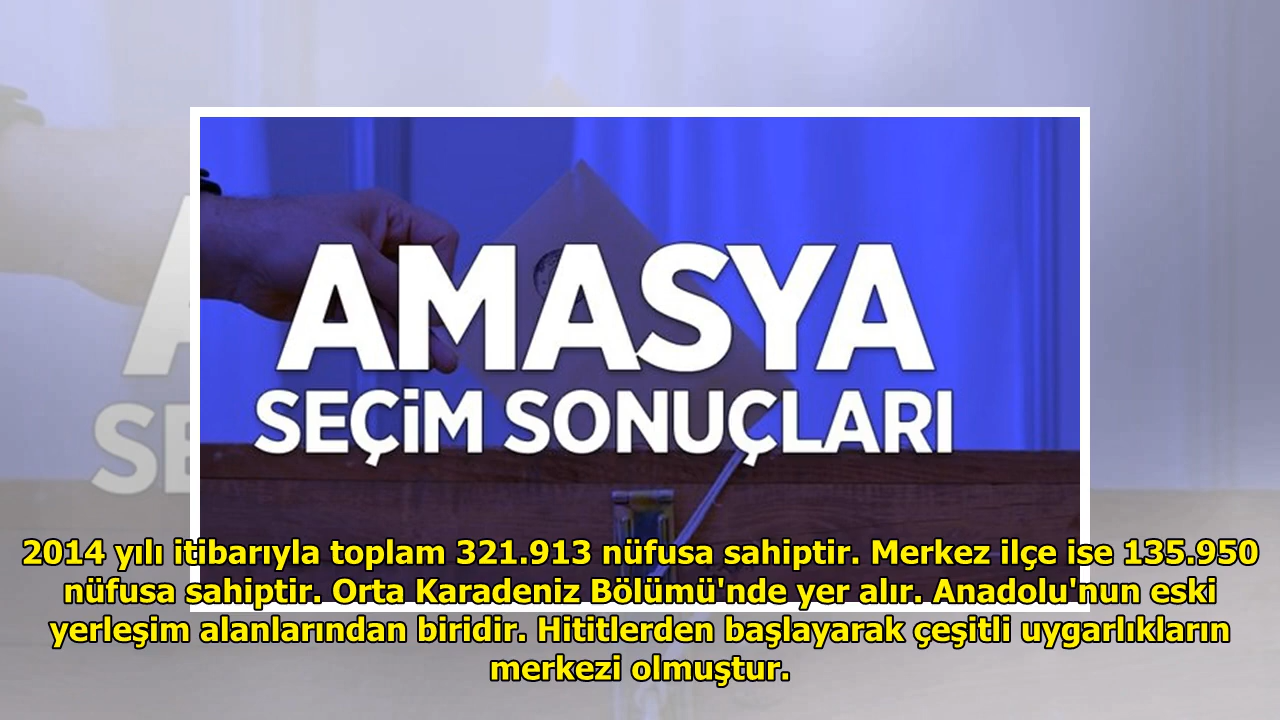 AMASYA
SEÇİM SONUÇLARI
2014 yılı itibarıyla toplam 321.913 nüfusa sahiptir. Merkez ilçe ise 135.950
nüfusa sahiptir. Orta Karadeniz Bölümü'nde yer alır. Anadolu'nun eski
yerleşim alanlarından biridir. Hititlerden başlayarak çeşitli uygarlıkların
merkezi olmuştur.